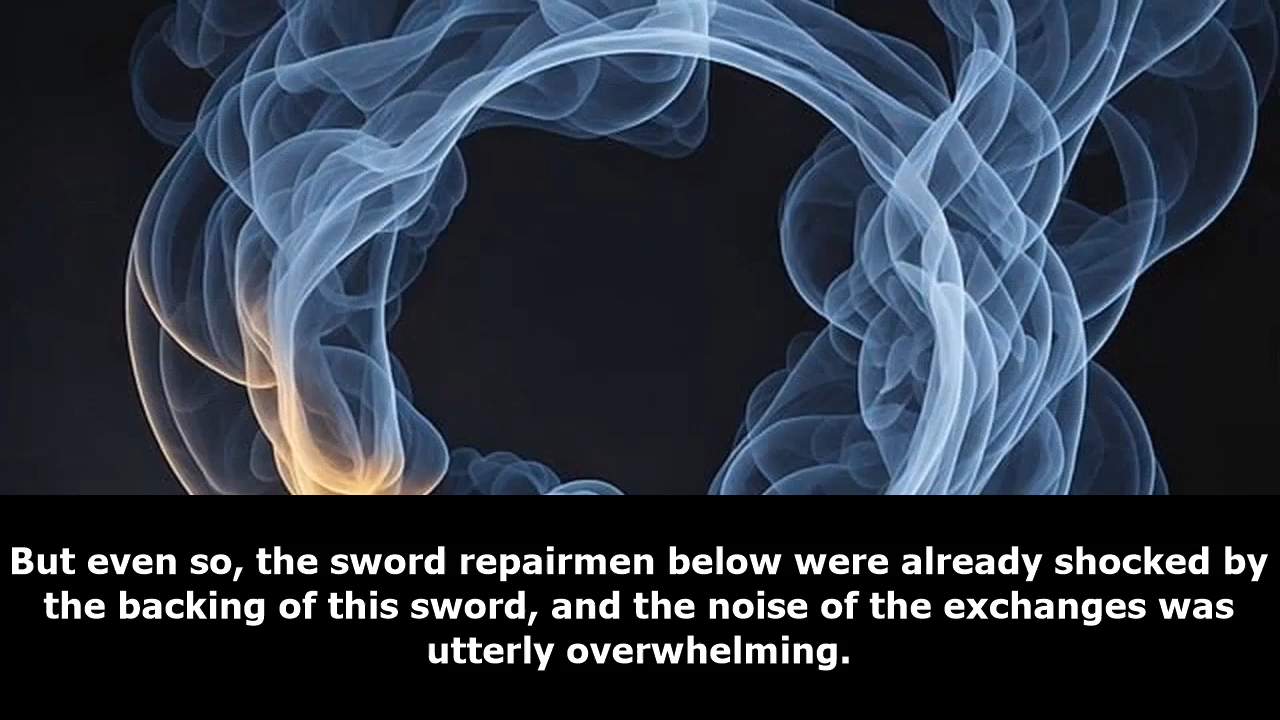 But even so, the sword repairmen below were already shocked by
the backing of this sword, and the noise of the exchanges was
utterly overwhelming.